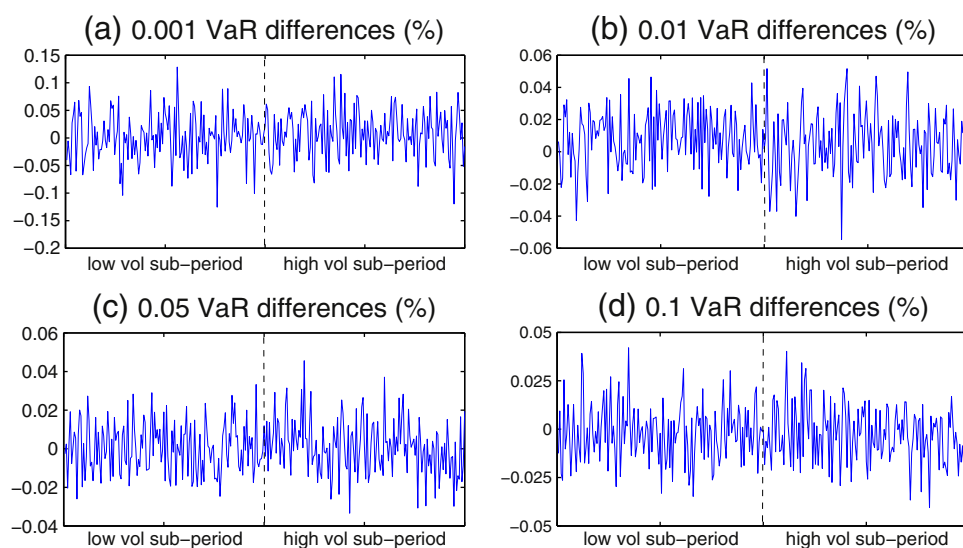 (a) 0.001 VaR differences (%)
0.15
0.1
0.05
0
−0.05
−0.1
−0.15
−0.2
low vol sub−period
high vol sub−period
(b) 0.01 VaR differences (%)
0.06
0.04
0.02
0
−0.02
−0.04
−0.06
low vol sub−period
high vol sub−period
(c) 0.05 VaR differences (%)
0.06
0.04
0.02
0
−0.02
−0.04
low vol sub−period
high vol sub−period
(d) 0.1 VaR differences (%)
0.05
0.025
0
−0.025
−0.05
low vol sub−period
high vol sub−period